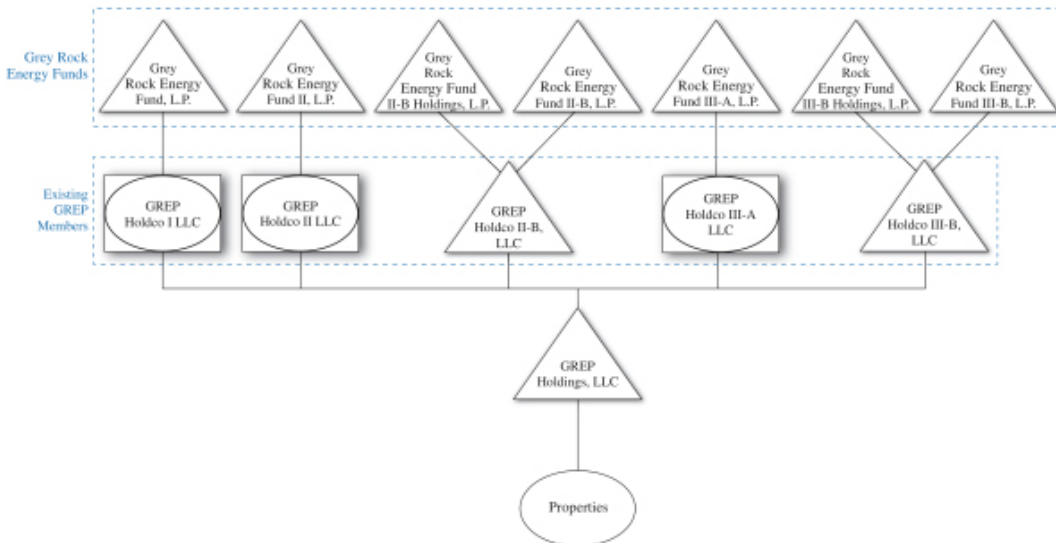 Grey Rock
Energy Funds
Grey
Rock Energy
Fund, L.P.
Grey
Rock Energy
Fund II, L.P.
Grey
Rock
Energy Fund
II-B Holdings, L.P.
Grey
Rock Energy
Fund II-B, L.P.
Grey
Rock Energy
Fund III-A, L.P.
Grey
Rock
Energy Fund
III-B Holdings, L.P.
Grey
Rock Energy
Fund III-B, L.P.
Existing
GREP
Members
GREP
Holdco I LLC
GREP
Holdco II LLC
GREP
Holdco II-B,
LLC
GREP
Holdco III-A
LLC
GREP
Holdco III-B,
LLC
GREP
Holdings, LLC
Properties